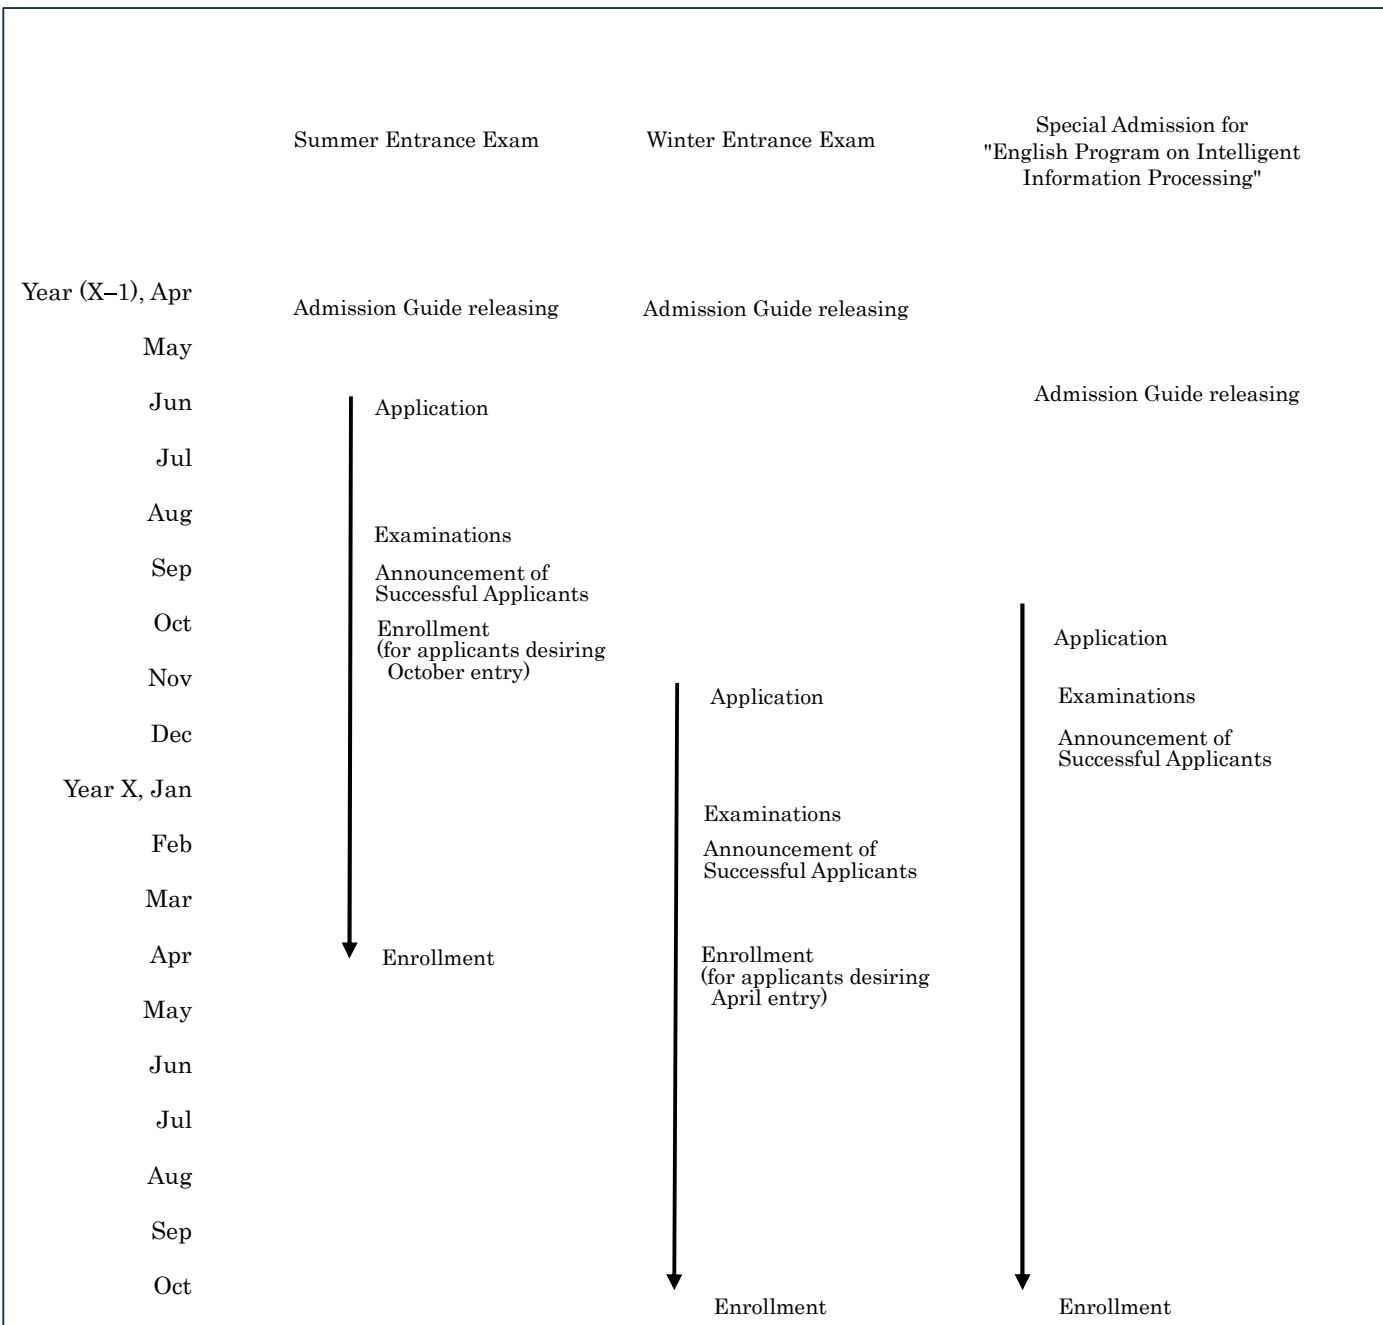 Summer Entrance Exam
Winter Entrance Exam
Special Admission for
"English Program on Intelligent
Information Processing"
Year (X–1), Apr
Admission Guide releasing
Admission Guide releasing
May
Jun
Application
Admission Guide releasing
Jul
Aug
Examinations
Sep
Announcement of
Successful Applicants
Oct
Enrollment
(for applicants desiring
October entry)
Application
Nov
Application
Examinations
Dec
Announcement of
Successful Applicants
Year X, Jan
Examinations
Feb
Announcement of
Successful Applicants
Mar
Apr
Enrollment
Enrollment
(for applicants desiring
April entry)
May
Jun
Jul
Aug
Sep
Oct
Enrollment
Enrollment